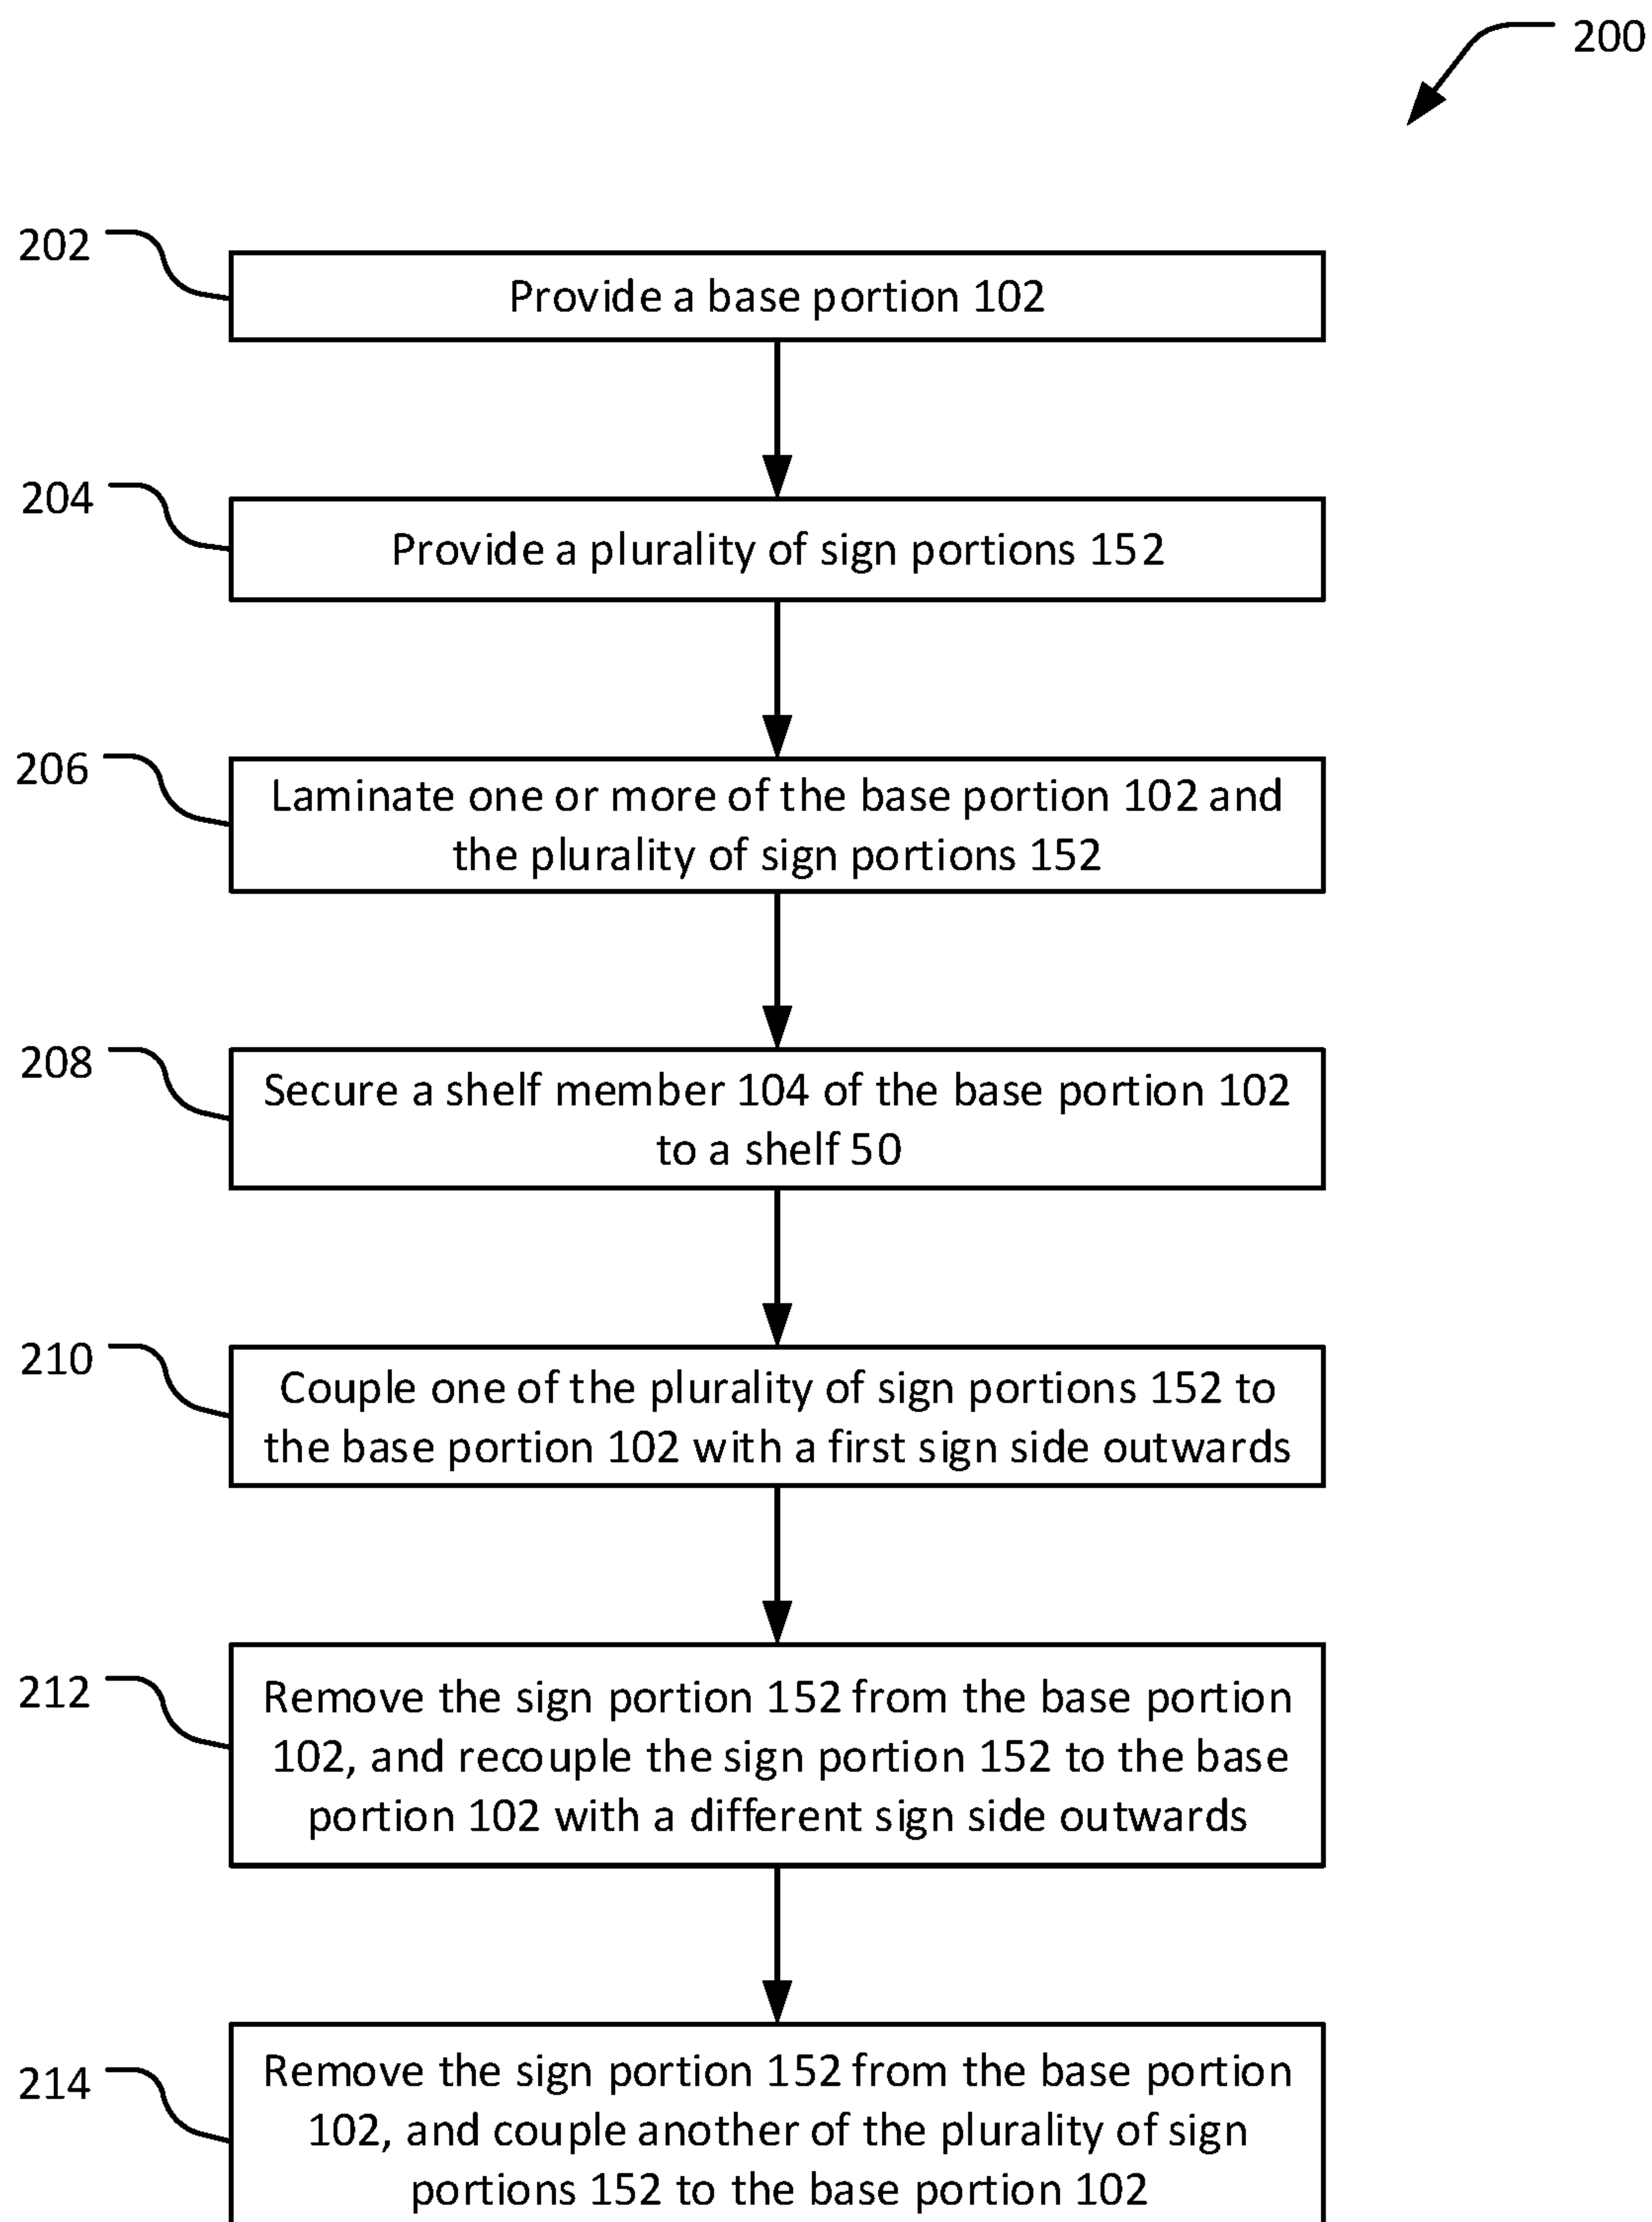 200
202
Provide a base portion 102
204
Provide a plurality of sign portions 152
206
Laminate one or more of the base portion 102 and
the plurality of sign portions 152
208
Secure a shelf member 104 of the base portion 102
to a shelf 50
210
Couple one of the plurality of sign portions 152 to
the base portion 102 with a first sign side outwards
212
Remove the sign portion 152 from the base portion
102, and recouple the sign portion 152 to the base
portion 102 with a different sign side outwards
214
Remove the sign portion 152 from the base portion
102, and couple another of the plurality of sign
portions 152 to the base portion 102